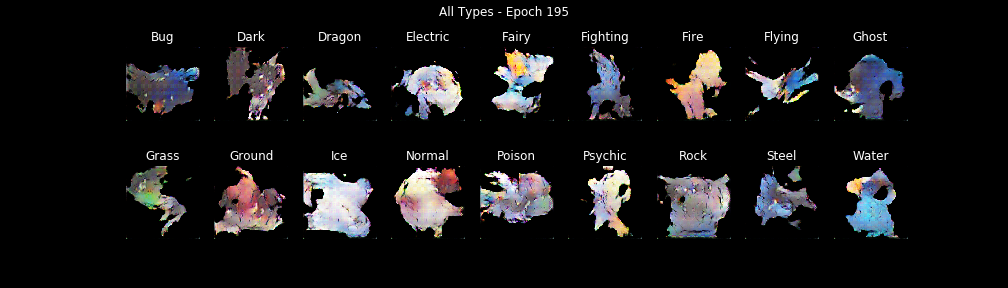 All Types - Epoch 195
Bug Dark Dragon Electric Fairy Fighting Fire Flying Ghost
Grass Ground Ice Normal Poison Psychic Rock Steel Water